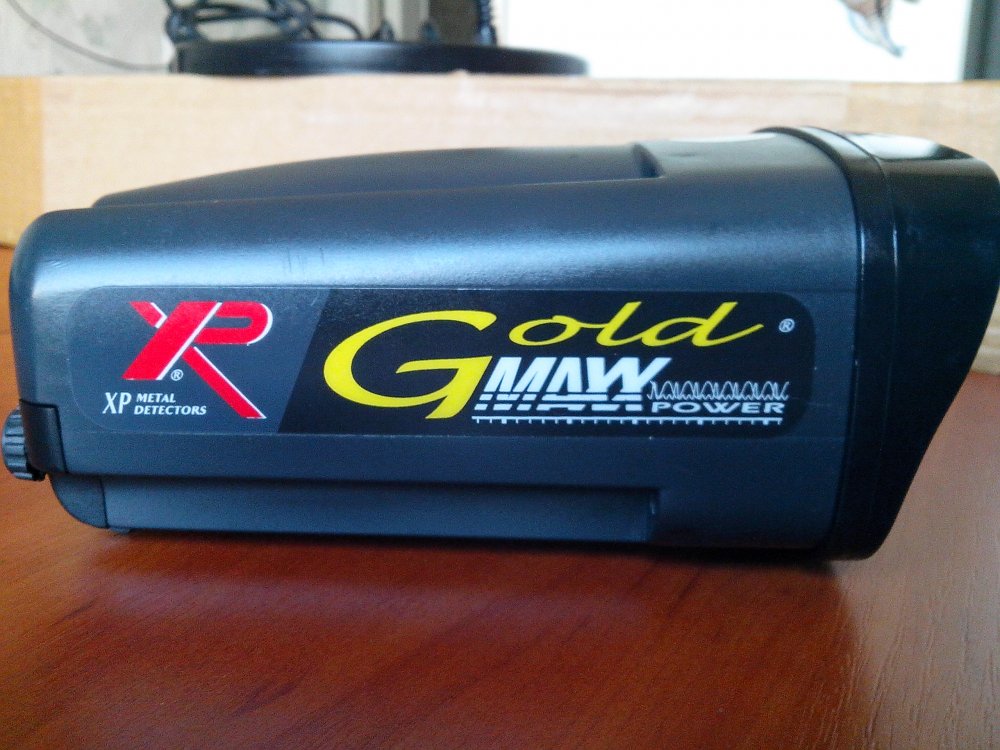 XP
®
XP METAL
DETECTORS
Gold ®
MAXX
POWER